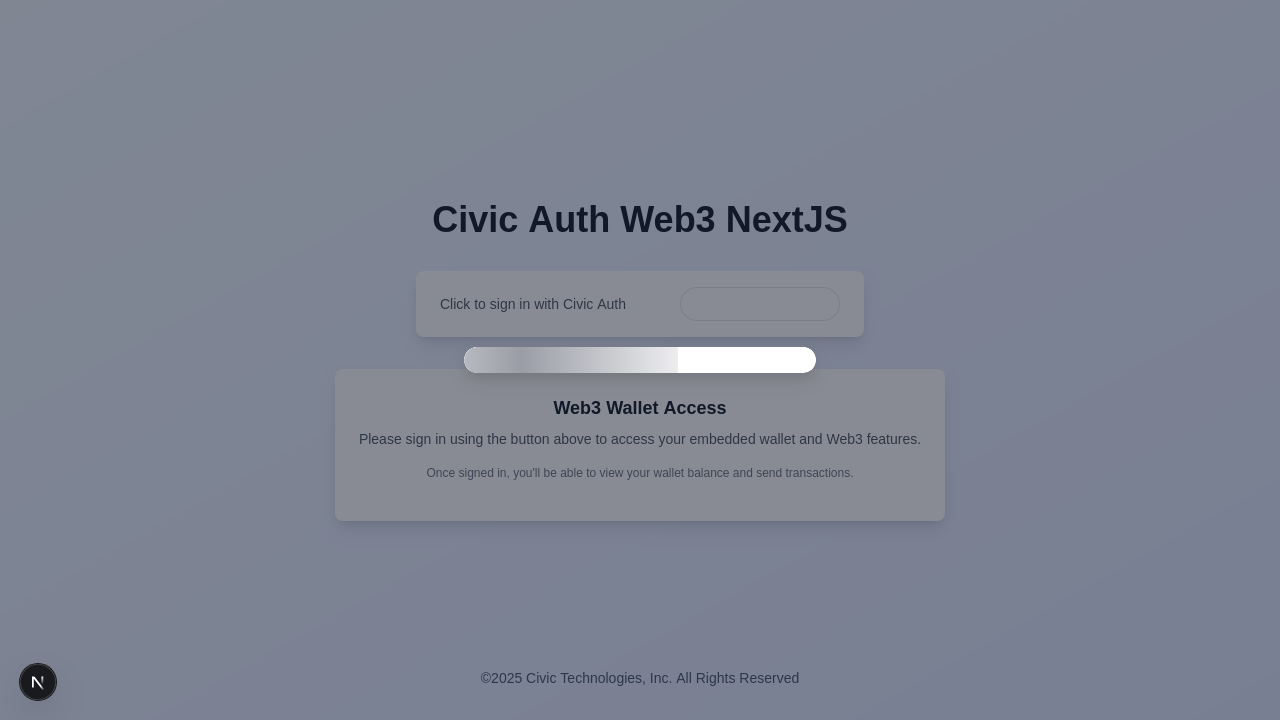 Civic Auth Web3 NextJS
Click to sign in with Civic Auth
Web3 Wallet Access
Please sign in using the button above to access your embedded wallet and Web3 features.
Once signed in, you'll be able to view your wallet balance and send transactions.
©2025 Civic Technologies, Inc. All Rights Reserved